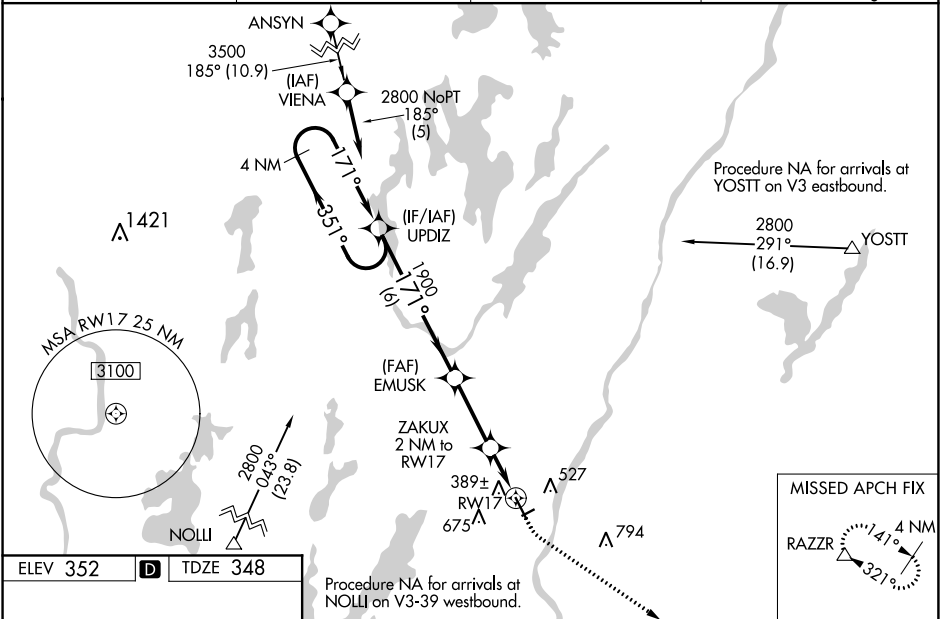 ANSYN
3500
185° (10.9)
(IAF)
VIENA
2800 NoPT
185°
(5)
4 NM
171°
351°
(IF/IAF)
UPDIZ
Procedure NA for arrivals at
YOSTT on V3 eastbound.
2800
291°
(16.9)
YOSTT
1421
1900
171°
(6)
MSA RW17 25 NM
3100
(FAF)
EMUSK
ZAKUX
2 NM to
RW17
389±
RW17
527
675
794
2800
043°
(23.8)
NOLLI
MISSED APCH FIX
4 NM
RAZZR
141°
321°
ELEV 352 D TDZE 348
Procedure NA for arrivals at
NOLLI on V3-39 westbound.